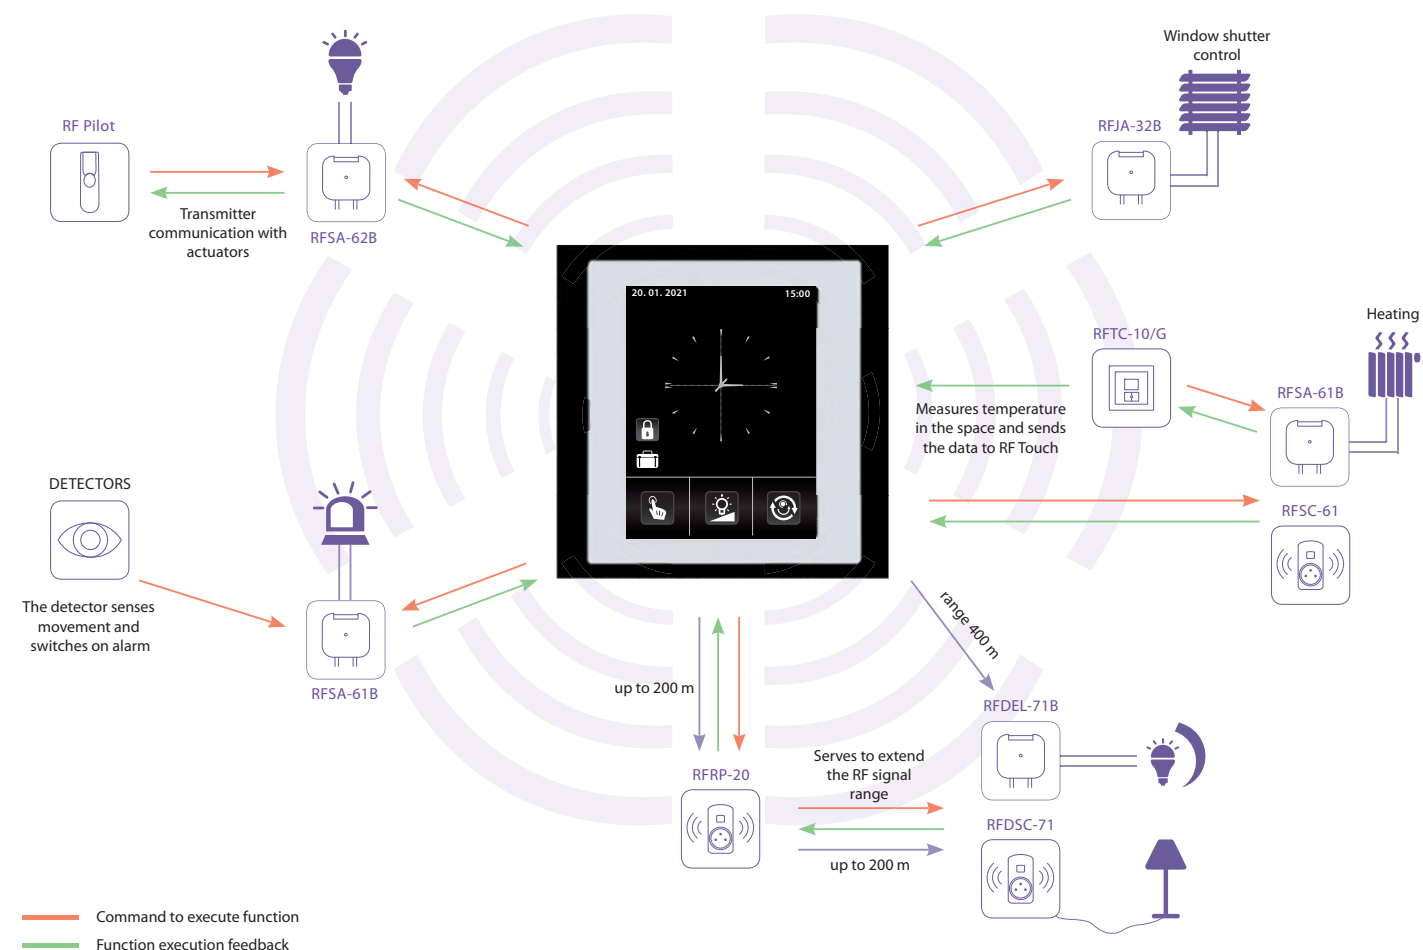 Window shutter
control
RF Pilot
RFJA-32B
Transmitter
communication with
actuators
RFSA-62B
20. 01. 2021
15:00
Heating
RFTC-10/G
RFSA-61B
Measures temperature
in the space and sends
the data to RF Touch
DETECTORS
RFSC-61
The detector senses
movement and
switches on alarm
RFSA-61B
range 400 m
up to 200 m
RFDEL-71B
RFRP-20
Serves to extend
the RF signal
range
RFDSC-71
up to 200 m
Command to execute function
Function execution feedback